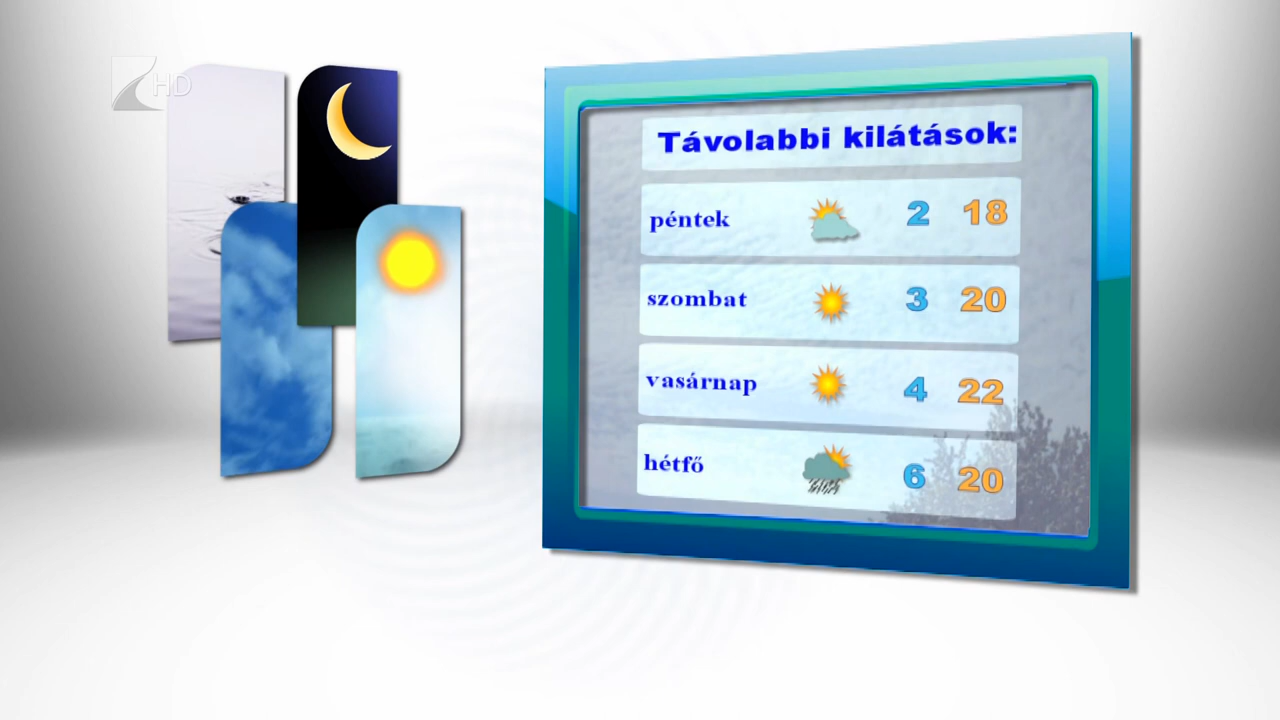 HD
Távolabbi kilátások:
péntek 2 18
szombat 3 20
vasárnap 4 22
hétfő 6 20